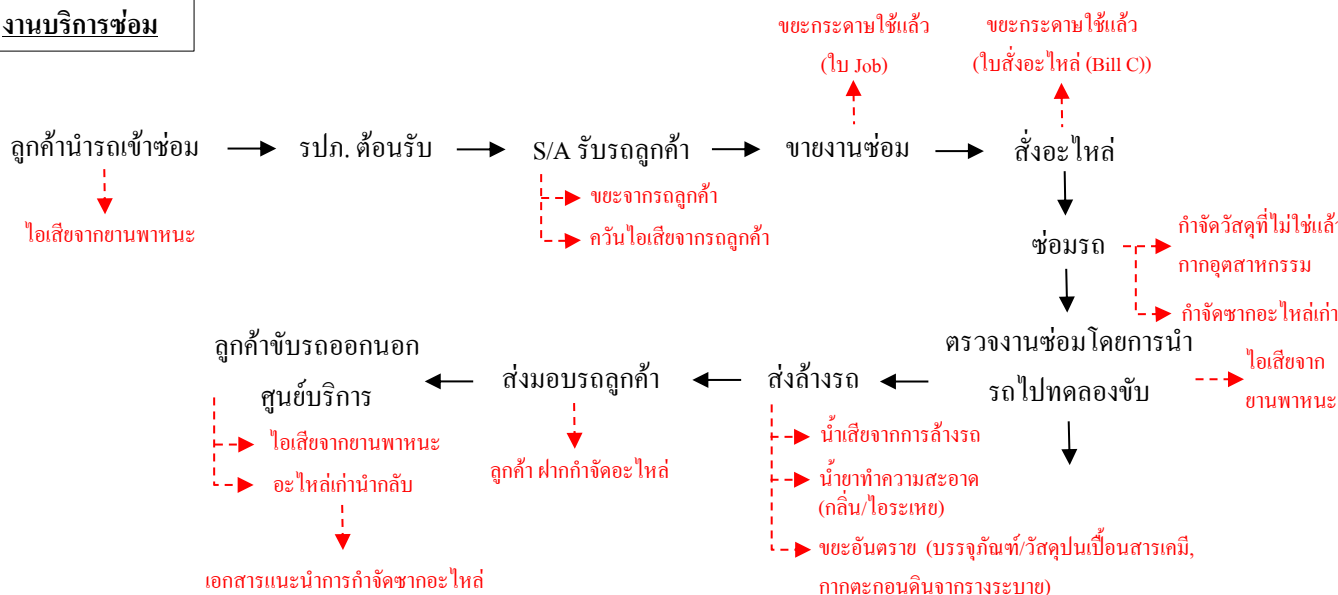 งานบริการซ่อม
ขยะกระดาษใช้แล้ว
(ใบ Job)
ขยะกระดาษใช้แล้ว
(ใบสั่งอะไหล่ (Bill C))
ลูกค้านำรถเข้าซ่อม
รปภ. ต้อนรับ
S/A รับรถลูกค้า
ขายงานซ่อม
สั่งอะไหล่
ไอเสียจากยานพาหนะ
ขยะจากรถลูกค้า
ควันไอเสียจากรถลูกค้า
ซ่อมรถ
กำจัดวัสดุที่ไม่ใช่แล้ว
กากอุตสาหกรรม
กำจัดซากอะไหล่เก่า
ตรวจงานซ่อมโดยการนำ
รถไปทดลองขับ
ไอเสียจาก
ยานพาหนะ
ส่งล้างรถ
ส่งมอบรถลูกค้า
ลูกค้าขับรถออกนอก
ศูนย์บริการ
น้ำเสียจากการล้างรถ
น้ำยาทำความสะอาด
(กลิ่น/ไอระเหย)
ขยะอันตราย (บรรจุภัณฑ์/วัสดุปนเปื้อนสารเคมี,
กากตะกอนดินจากรางระบาย)
ลูกค้า ฝากกำจัดอะไหล่
ไอเสียจากยานพาหนะ
อะไหล่เก่านำกลับ
เอกสารแนะนำการกำจัดซากอะไหล่